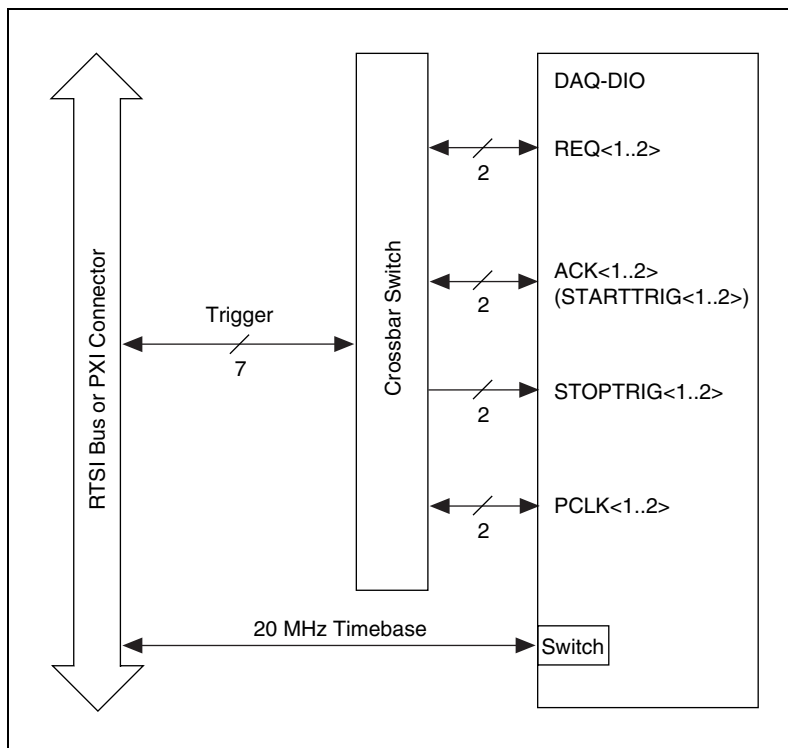 RTSI Bus or PXI Connector
Trigger
7
Crossbar Switch
DAQ-DIO
REQ<1..2>
2
ACK<1..2>
(STARTTRIG<1..2>)
2
STOPTRIG<1..2>
2
PCLK<1..2>
2
20 MHz Timebase
Switch